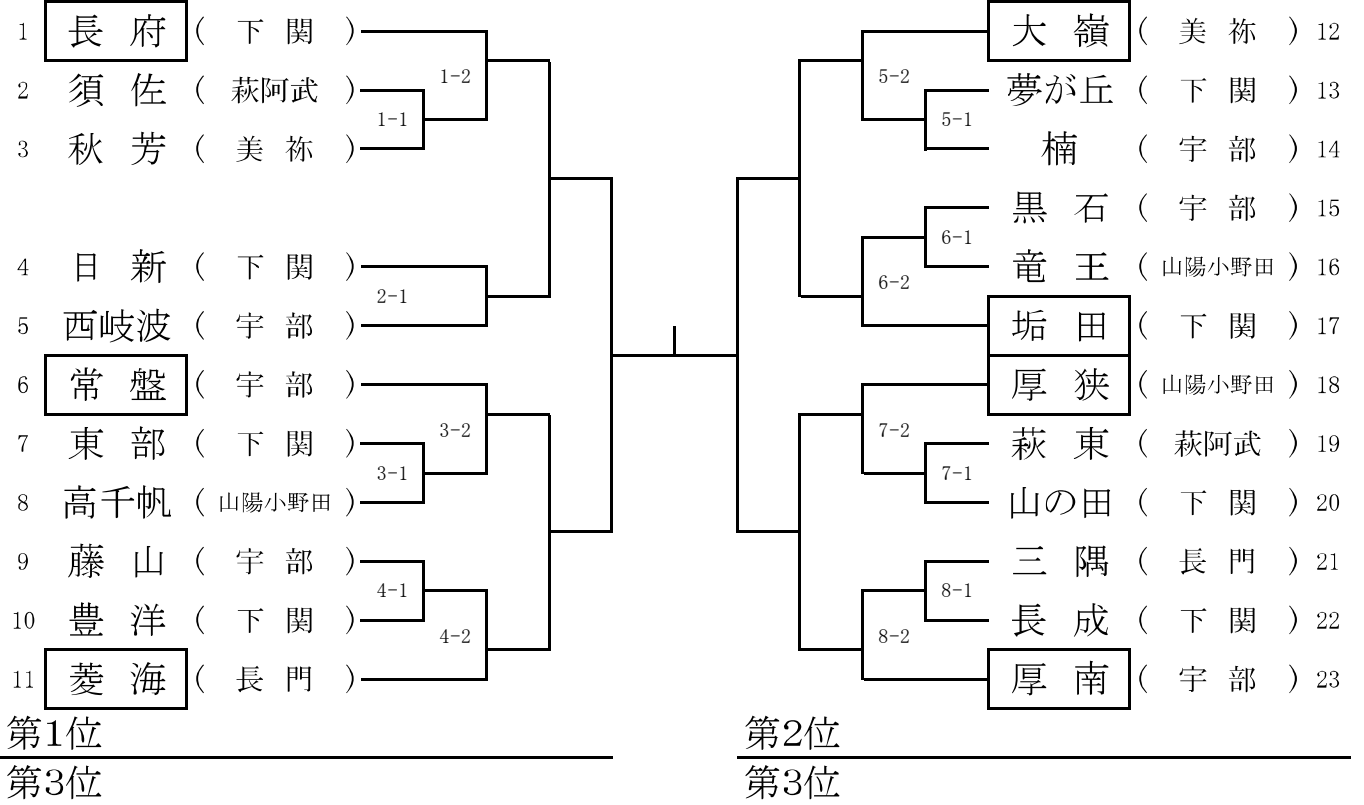 1 長府 ( 下関 )
2 須佐 ( 萩阿武 )
3 秋芳 ( 美祢 )
4 日新 ( 下関 )
5 西岐波 ( 宇部 )
6 常盤 ( 宇部 )
7 東部 ( 下関 )
8 高千帆 ( 山陽小野田 )
9 藤山 ( 宇部 )
10 豊洋 ( 下関 )
11 菱海 ( 長門 )
1-2
1-1
2-1
3-2
3-1
4-1
4-2
5-2
5-1
6-1
6-2
7-2
7-1
8-1
8-2
大嶺 ( 美祢 ) 12
夢が丘 ( 下関 ) 13
楠 ( 宇部 ) 14
黒石 ( 宇部 ) 15
竜王 ( 山陽小野田 ) 16
垢田 ( 下関 ) 17
厚狭 ( 山陽小野田 ) 18
萩東 ( 萩阿武 ) 19
山の田 ( 下関 ) 20
三隅 ( 長門 ) 21
長成 ( 下関 ) 22
厚南 ( 宇部 ) 23
第1位
第2位
第3位
第3位